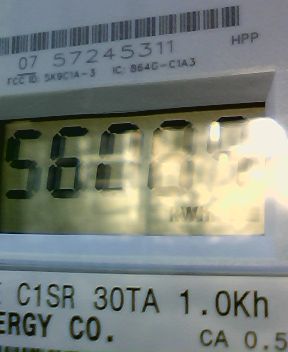 07 57245311 HPP
FCC ID: SK9C1A-3 IC: 864G-C1A3
C1SR 30TA 1.0Kh
ERGY CO. CA 0.5